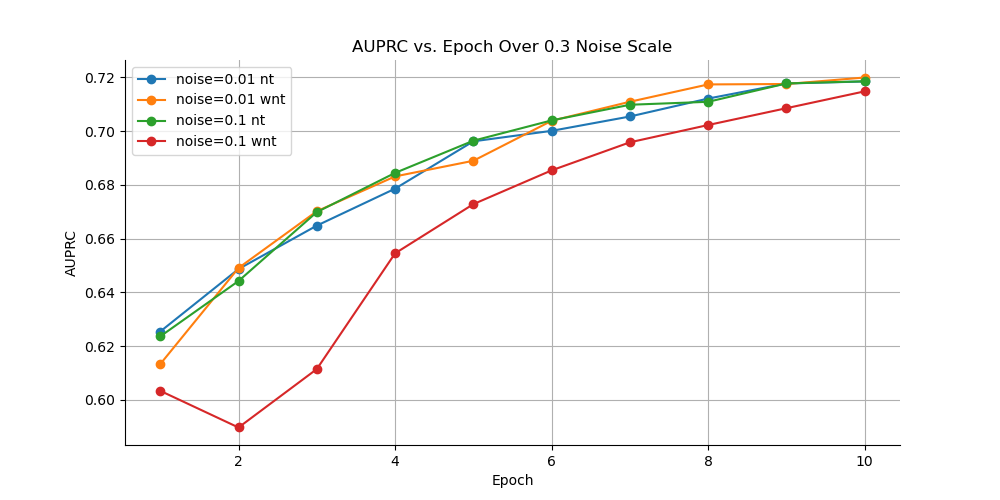 AUPRC vs. Epoch Over 0.3 Noise Scale
noise=0.01 nt
noise=0.01 wnt
noise=0.1 nt
noise=0.1 wnt
AUPRC
0.72
0.70
0.68
0.66
0.64
0.62
0.60
2 4 6 8 10
Epoch